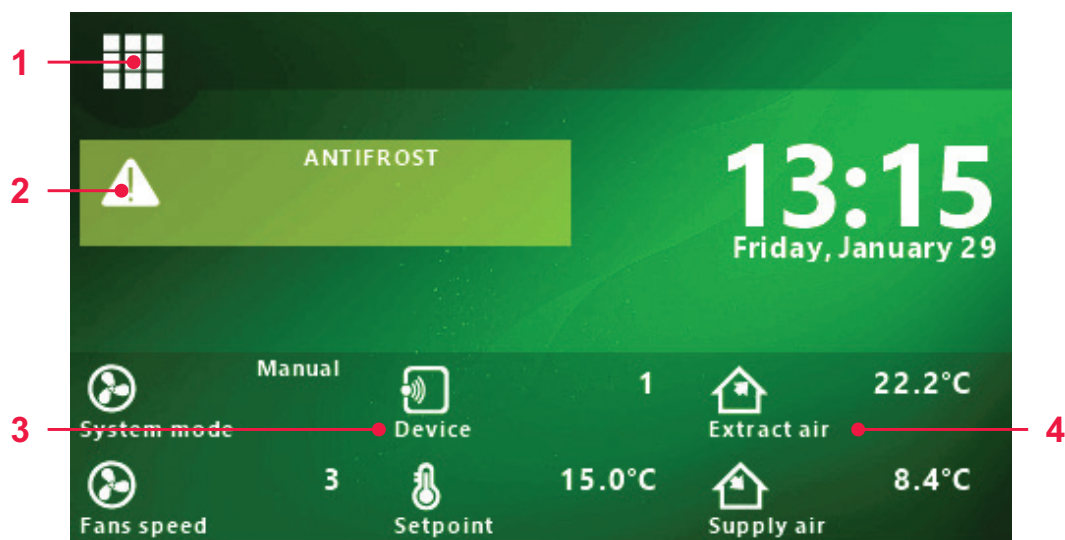 1
2
ANTIFROST
13:15
Friday, January 29
3
4
System mode
Manual
Device
1
Extract air
22.2°C
Fans speed
3
Setpoint
15.0°C
Supply air
8.4°C